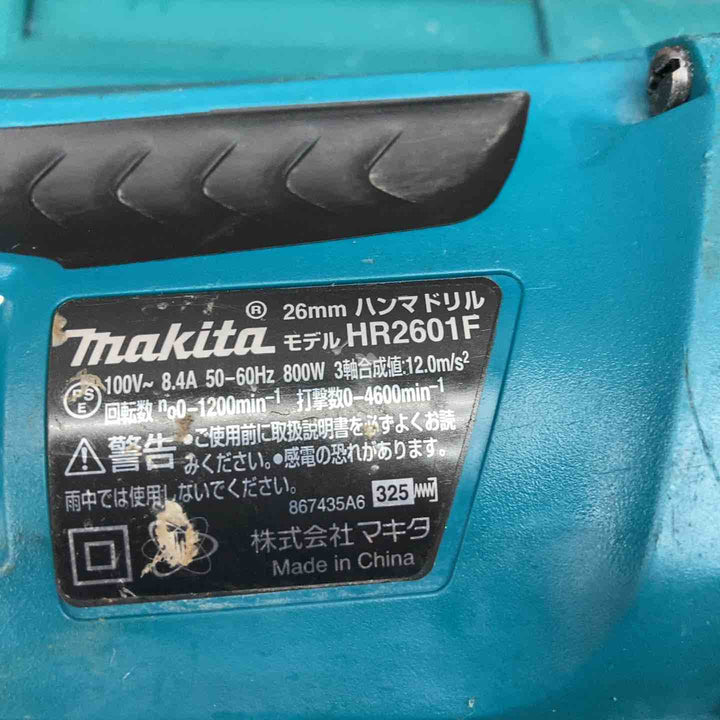 26mm ハンマドリル
makita ® モデル HR2601F
100V~ 8.4A 50-60Hz 800W 3軸合成値:12.0m/s²
PS E
回転数 n₀0-1200min⁻¹ 打撃数0-4600min⁻¹
警告 •ご使用前に取扱説明書を必ずよくお読
みください。•感電の恐れがあります。
雨中では使用しないでください。
867435A6 325
株式会社 マキタ
Made in China